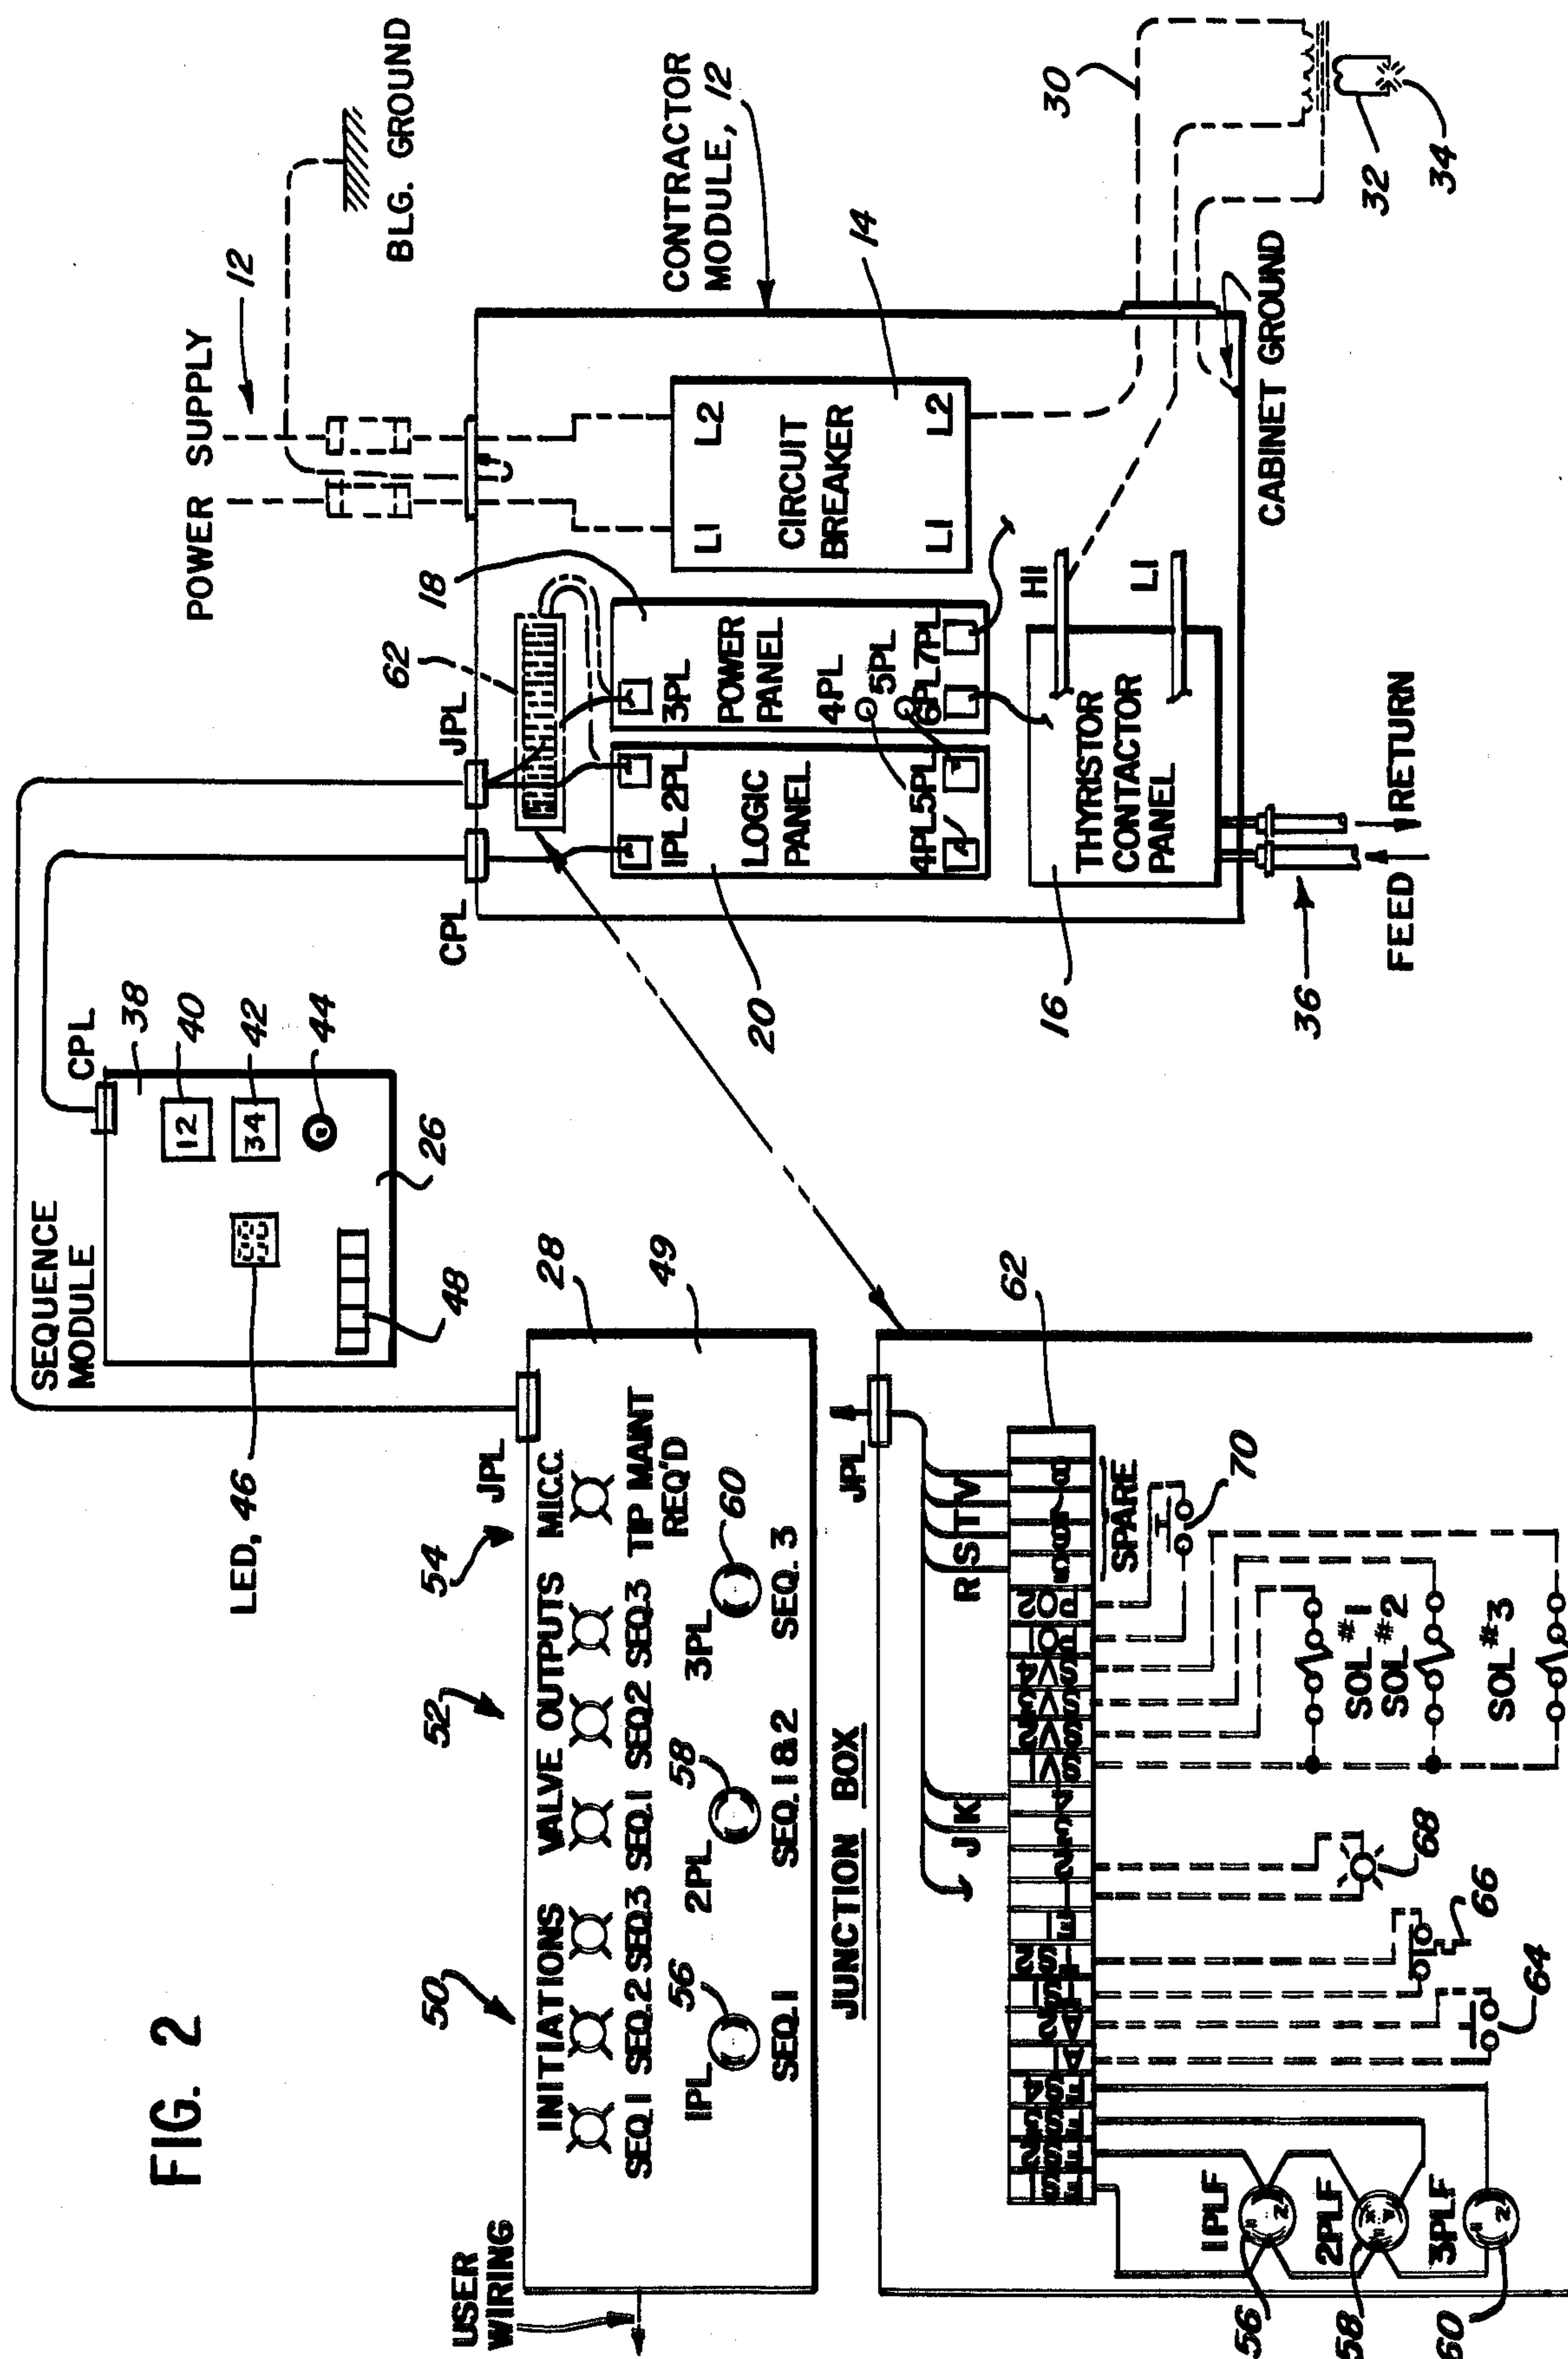 FIG. 2
POWER SUPPLY
12
BLG. GROUND
CONTRACTOR
MODULE, 12
SEQUENCE
MODULE
CPL
38
40
12
42
34
44
26
LED, 46
48
CPL
JPL
62
18
L1
L2
CIRCUIT
BREAKER
14
L1
L2
3PL
POWER
PANEL
4PL
5PL
6PL
7PL
1PL
2PL
LOGIC
PANEL
4PL
5PL
20
THYRISTOR
CONTACTOR
PANEL
16
H1
L1
CABINET GROUND
30
32
34
36
FEED
RETURN
USER
WIRING
50
52
54
JPL
28
49
INITIATIONS
VALVE OUTPUTS
M.I.C.C.
SEQ. 1
SEQ. 2
SEQ. 3
SEQ. 1
SEQ. 2
SEQ. 3
TIP MAINT
REQ'D
1PL
56
2PL
58
3PL
60
SEQ. 1
SEQ. 1 & 2
SEQ. 3
JUNCTION BOX
JPL
62
J
K
R
S
T
V
SPARE
70
SOL #1
SOL #2
SOL #3
68
66
64
1PLF
2PLF
3PLF
56
58
60